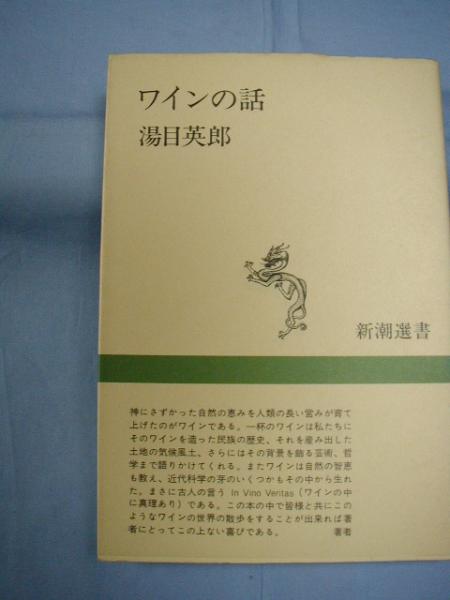 ワインの話
湯目英郎
新潮選書
神にさずかった自然の恵みを人類の長い営みが育て
上げたのがワインである。一杯のワインは私たちに
そのワインを造った民族の歴史、それを産み出した
土地の気候風土、さらにはその背景を飾る芸術、哲
学まで語りかけてくれる。またワインは自然の智恵
も教え、近代科学の芽のいくつかもその中から生れ
た。まさに古人の言う In Vino Veritas（ワインの中
に真理あり）である。この本の中で皆様と共にこの
ようなワインの世界の散歩をすることが出来れば著
者にとってこの上ない喜びである。　著者